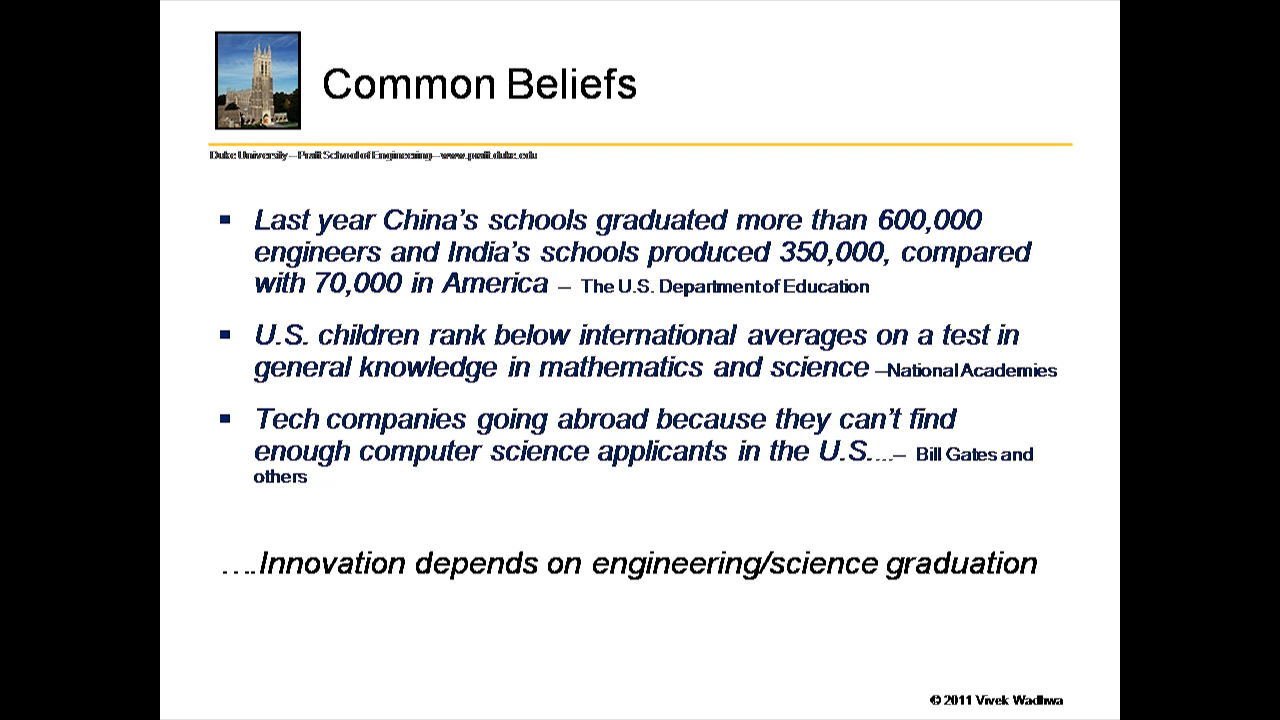 Common Beliefs
Duke University – Pratt School of Engineering – www.pratt.duke.edu
▪ Last year China’s schools graduated more than 600,000
engineers and India’s schools produced 350,000, compared
with 70,000 in America – The U.S. Department of Education
▪ U.S. children rank below international averages on a test in
general knowledge in mathematics and science –National Academies
▪ Tech companies going abroad because they can’t find
enough computer science applicants in the U.S....– Bill Gates and
others
….Innovation depends on engineering/science graduation
© 2011 Vivek Wadhwa